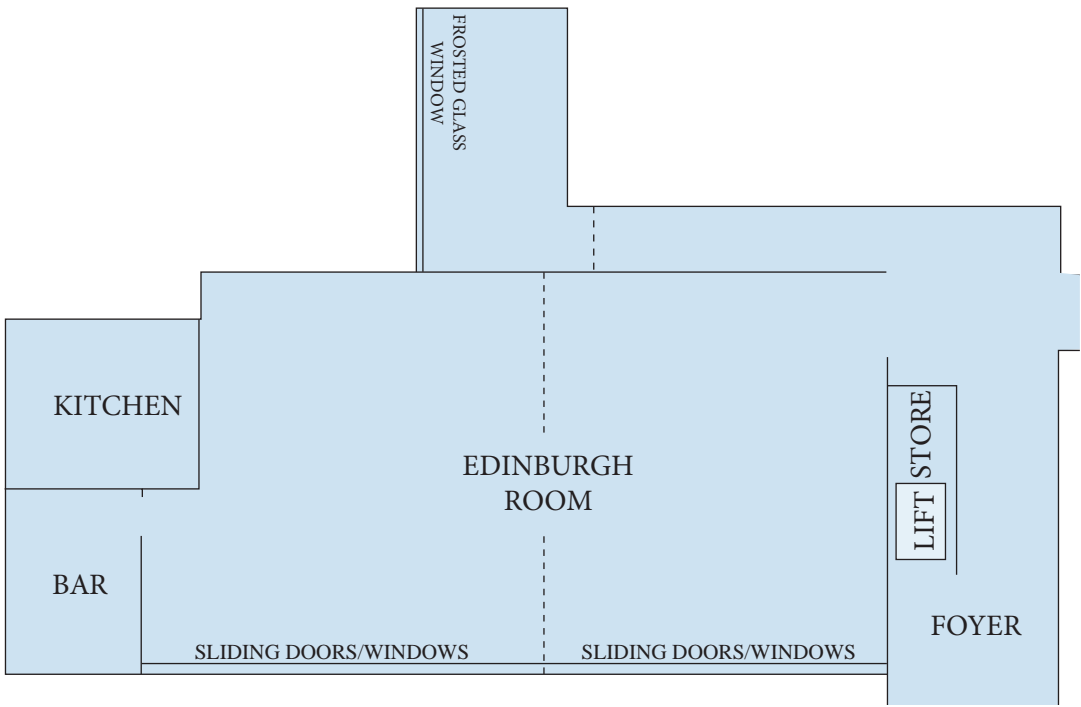 FROSTED GLASS
WINDOW
KITCHEN
EDINBURGH
ROOM
STORE
LIFT
BAR
FOYER
SLIDING DOORS/WINDOWS
SLIDING DOORS/WINDOWS